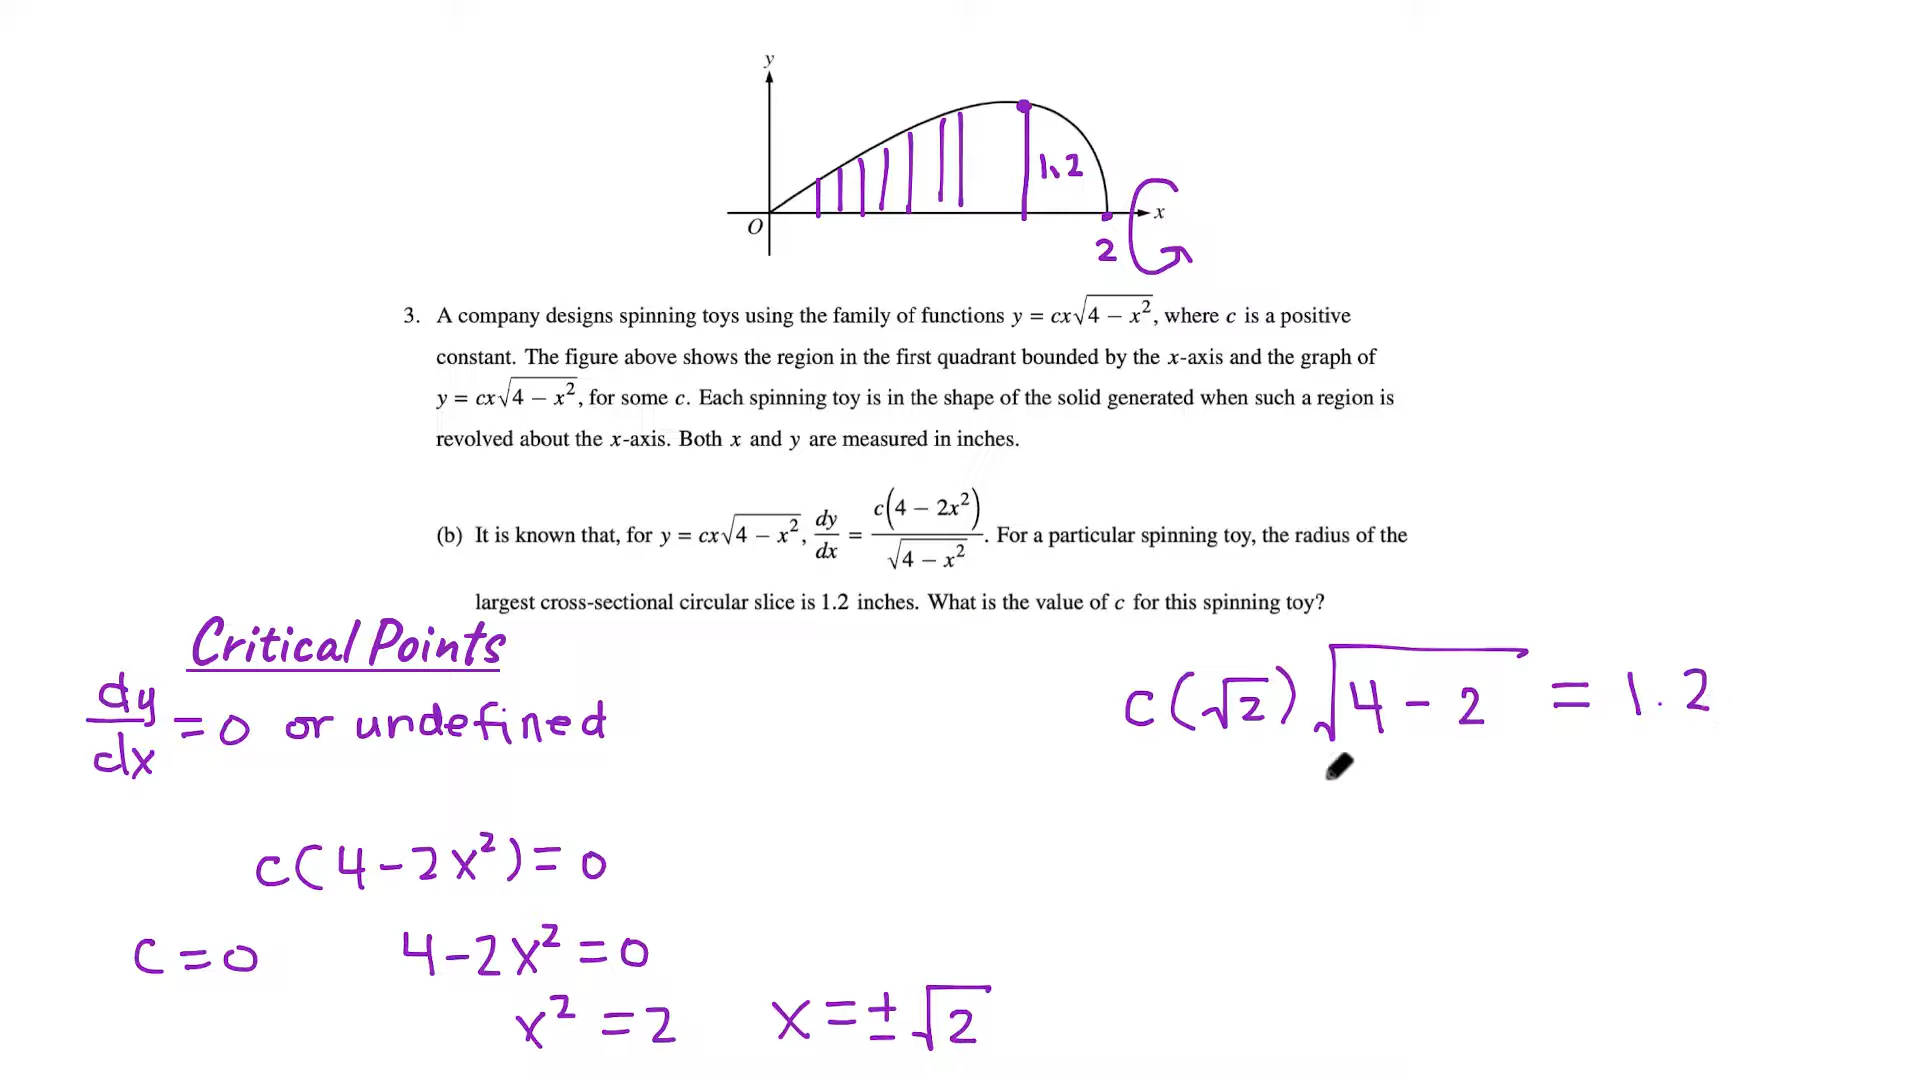 y
1.2
O
x
2
3. A company designs spinning toys using the family of functions y = cx√(4 − x²), where c is a positive
constant. The figure above shows the region in the first quadrant bounded by the x-axis and the graph of
y = cx√(4 − x²), for some c. Each spinning toy is in the shape of the solid generated when such a region is
revolved about the x-axis. Both x and y are measured in inches.
(b) It is known that, for y = cx√(4 − x²), dy/dx = c(4 − 2x²)/√(4 − x²). For a particular spinning toy, the radius of the
largest cross-sectional circular slice is 1.2 inches. What is the value of c for this spinning toy?
Critical Points
dy/dx = 0 or undefined
c(√2)√(4 − 2) = 1.2
c(4 − 2x²) = 0
c = 0
4 − 2x² = 0
x² = 2
x = ±√2